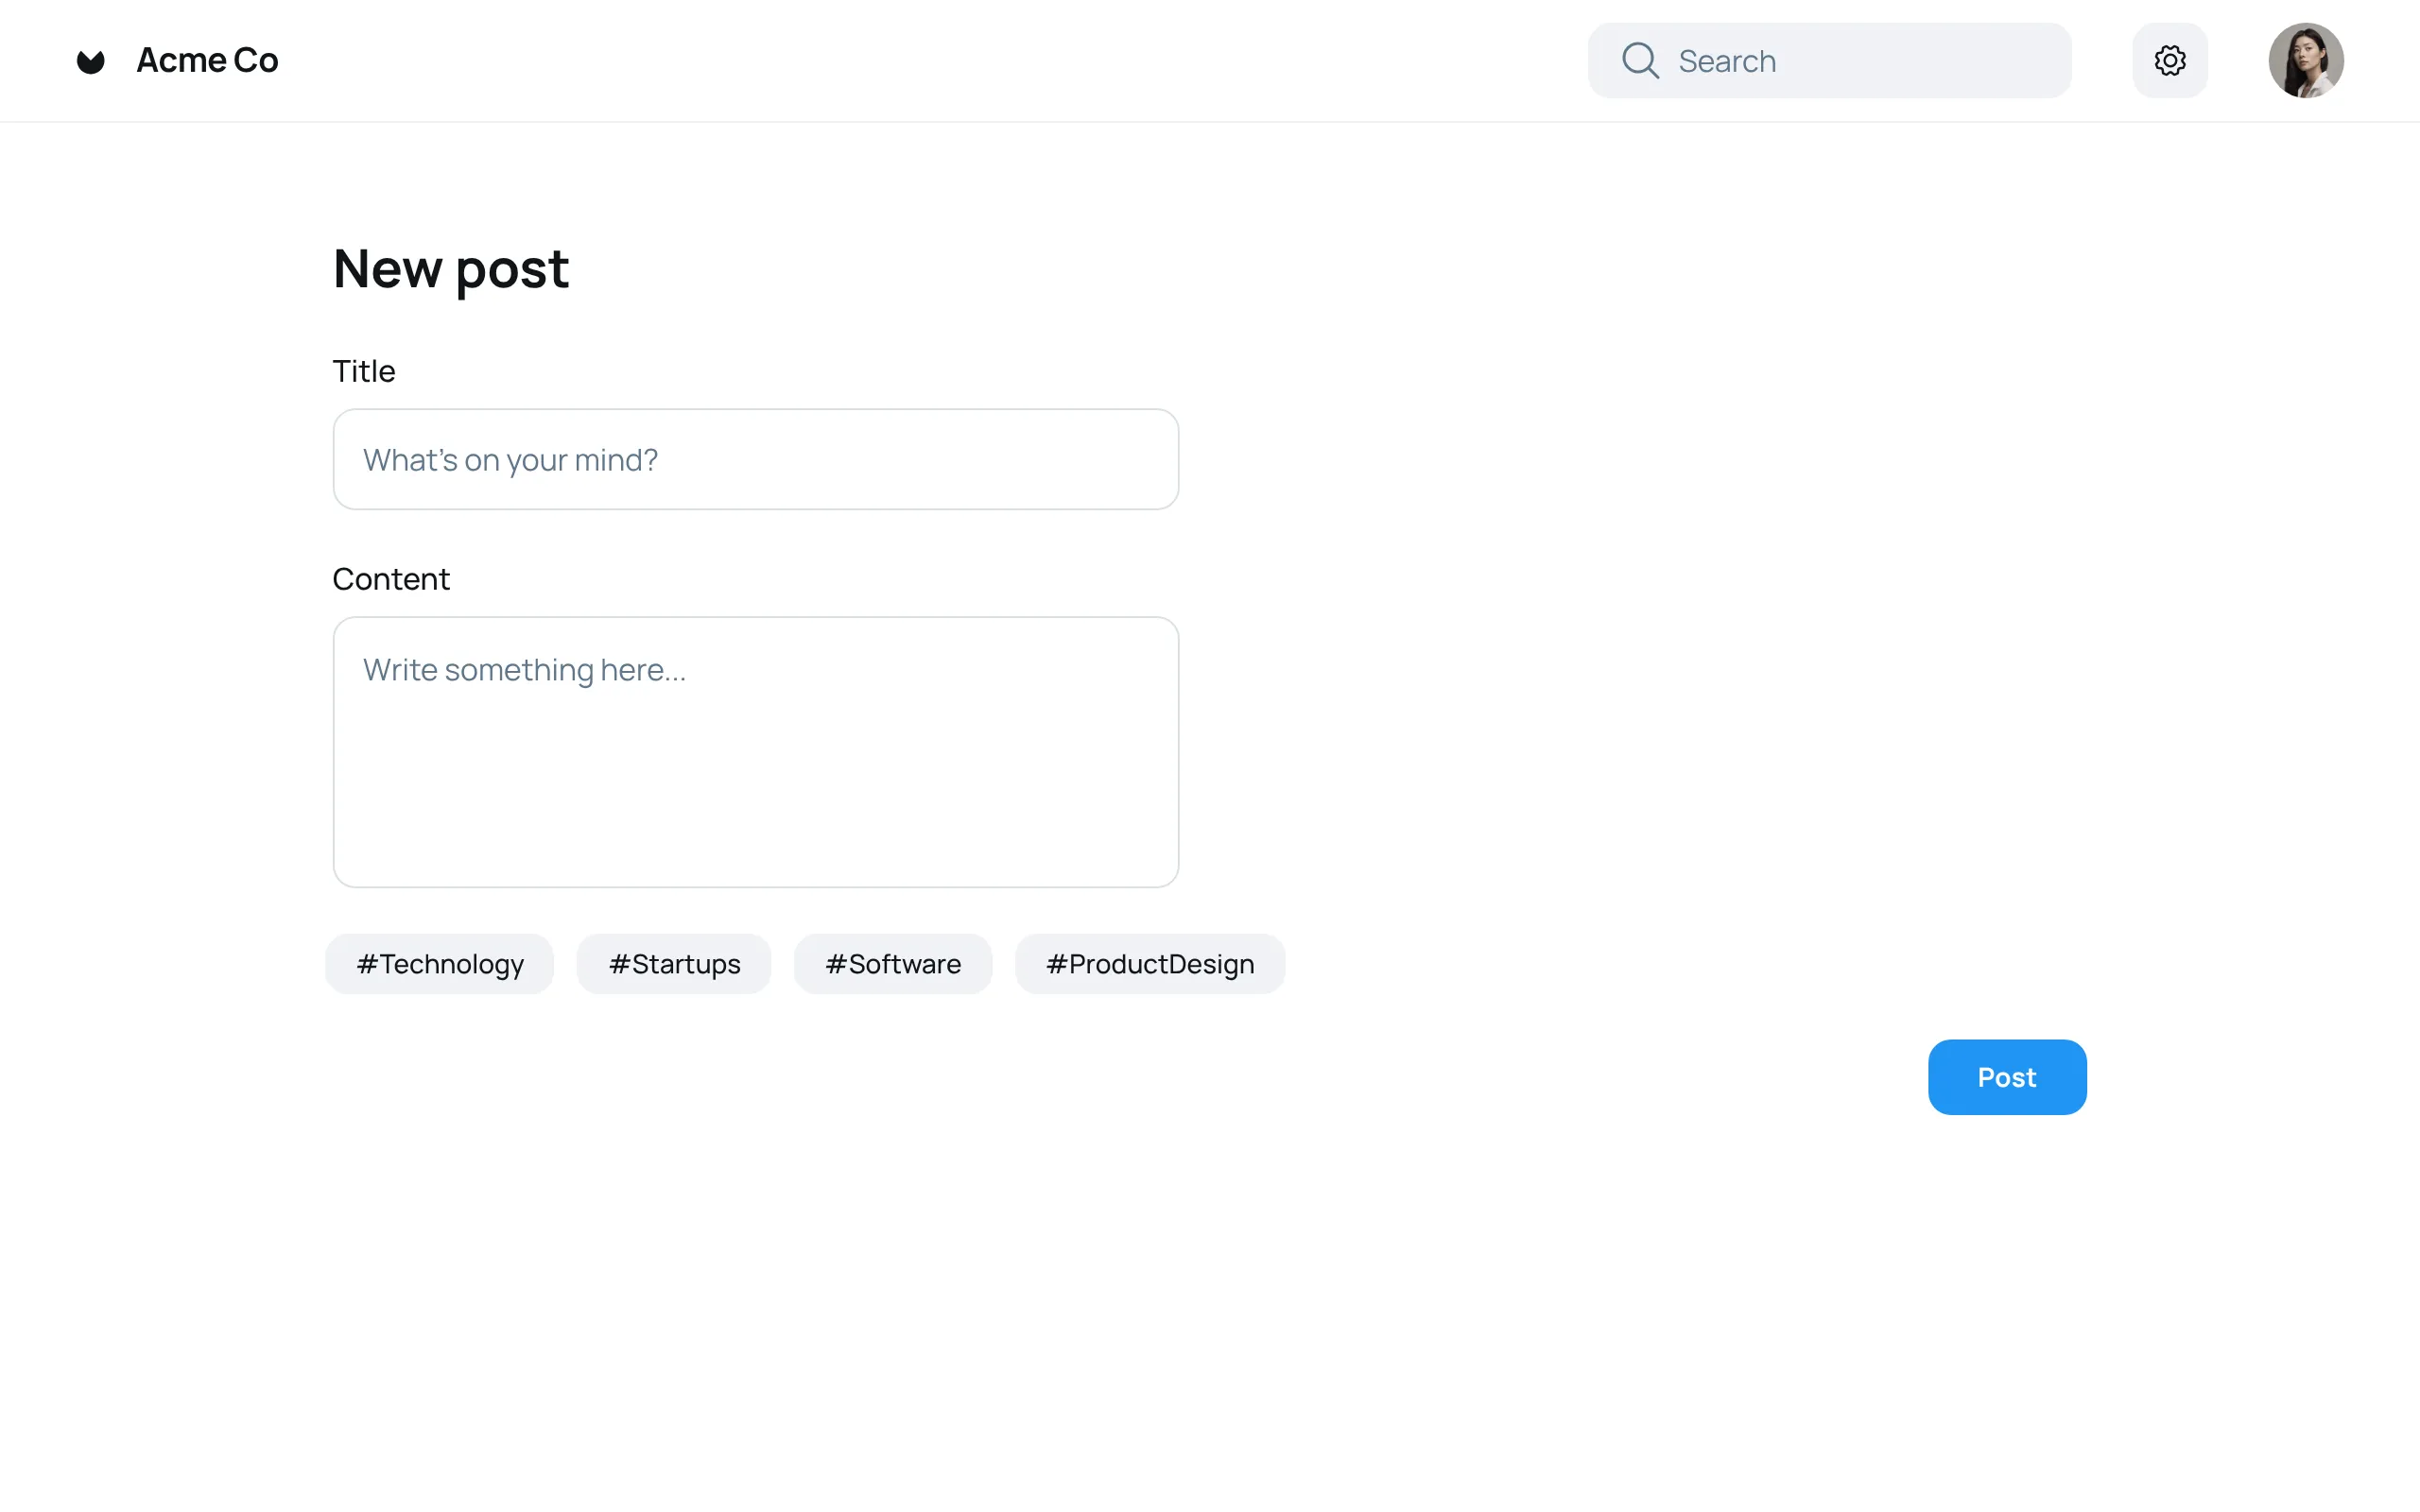 Acme Co
Search
New post
Title
What's on your mind?
Content
Write something here...
#Technology #Startups #Software #ProductDesign
Post